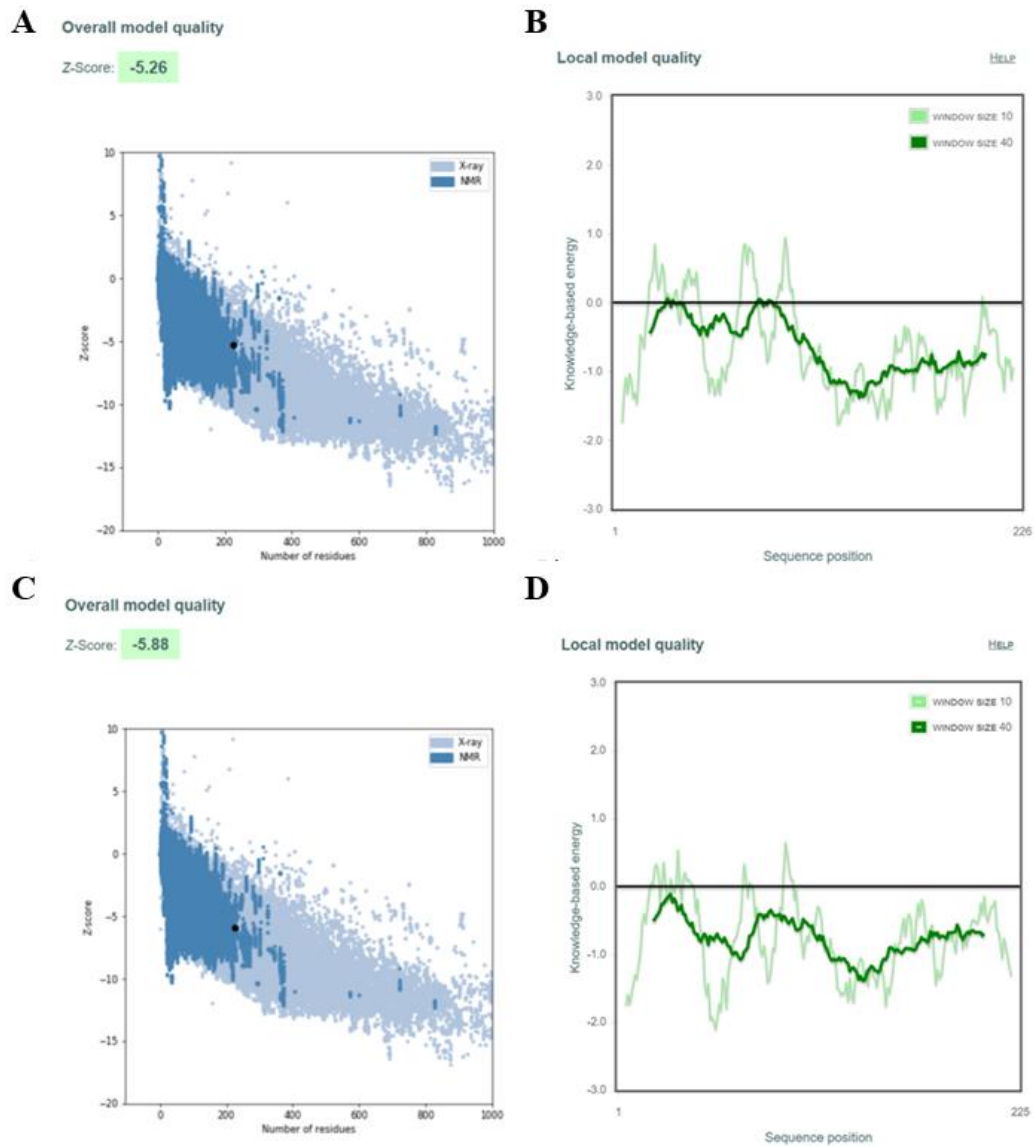 A
Overall model quality
Z-Score: -5.26
10
5
0
−5
−10
−15
−20
Z-score
X-ray
NMR
0 200 400 600 800 1000
Number of residues
B
Local model quality
HELP
3.0
2.0
1.0
0.0
-1.0
-2.0
-3.0
Knowledge-based energy
WINDOW SIZE 10
WINDOW SIZE 40
1 226
Sequence position
C
Overall model quality
Z-Score: -5.88
10
5
0
−5
−10
−15
−20
Z-score
X-ray
NMR
0 200 400 600 800 1000
Number of residues
D
Local model quality
HELP
3.0
2.0
1.0
0.0
-1.0
-2.0
-3.0
Knowledge-based energy
WINDOW SIZE 10
WINDOW SIZE 40
1 225
Sequence position